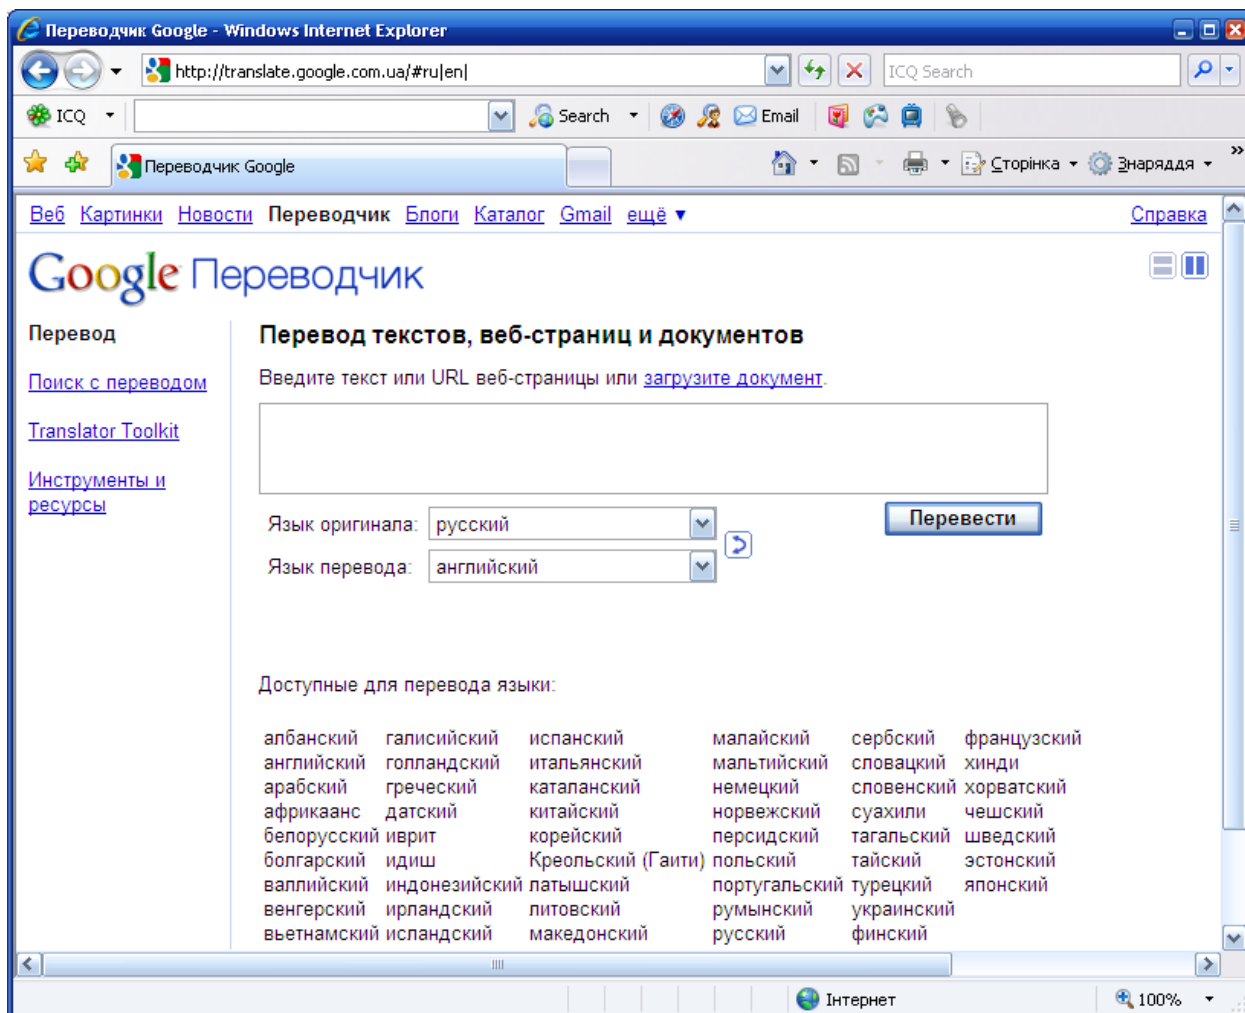 Переводчик Google - Windows Internet Explorer
http://translate.google.com.ua/#ru|en|
ICQ Search
ICQ Search Email
Переводчик Google Сторінка Знаряддя »
Веб Картинки Новости Переводчик Блоги Каталог Gmail ещё ▼ Справка
Google Переводчик
Перевод
Поиск с переводом
Translator Toolkit
Инструменты и
ресурсы
Перевод текстов, веб-страниц и документов
Введите текст или URL веб-страницы или загрузите документ.
Язык оригинала: русский Перевести
Язык перевода: английский
Доступные для перевода языки:
албанский галисийский испанский малайский сербский французский
английский голландский итальянский мальтийский словацкий хинди
арабский греческий каталанский немецкий словенский хорватский
африкаанс датский китайский норвежский суахили чешский
белорусский иврит корейский персидский тагальский шведский
болгарский идиш Креольский (Гаити) польский тайский эстонский
валлийский индонезийский латышский португальский турецкий японский
венгерский ирландский литовский румынский украинский
вьетнамский исландский македонский русский финский
Інтернет 100%